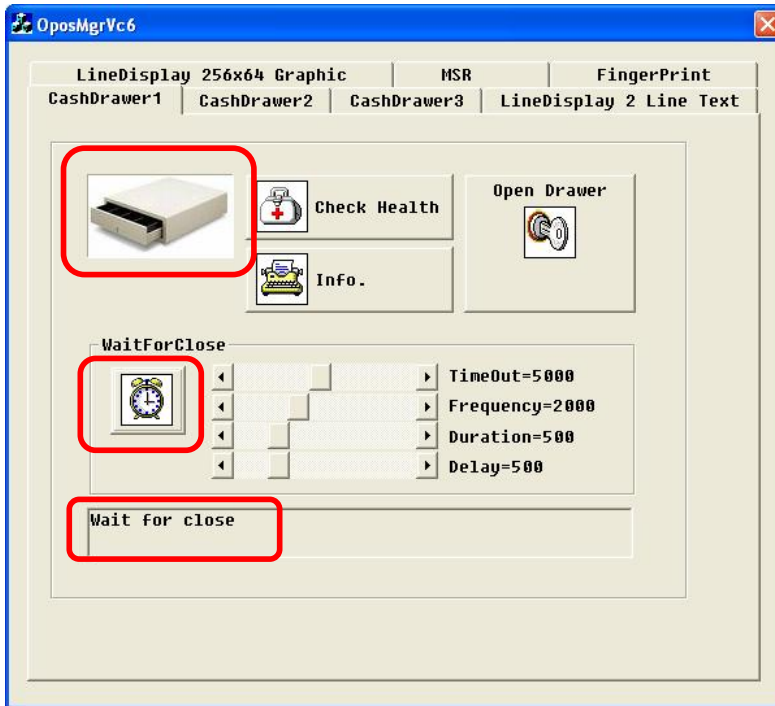 OposMgrVc6
LineDisplay 256x64 Graphic MSR FingerPrint
CashDrawer1 CashDrawer2 CashDrawer3 LineDisplay 2 Line Text
Check Health
Open Drawer
Info.
WaitForClose
TimeOut=5000
Frequency=2000
Duration=500
Delay=500
Wait for close